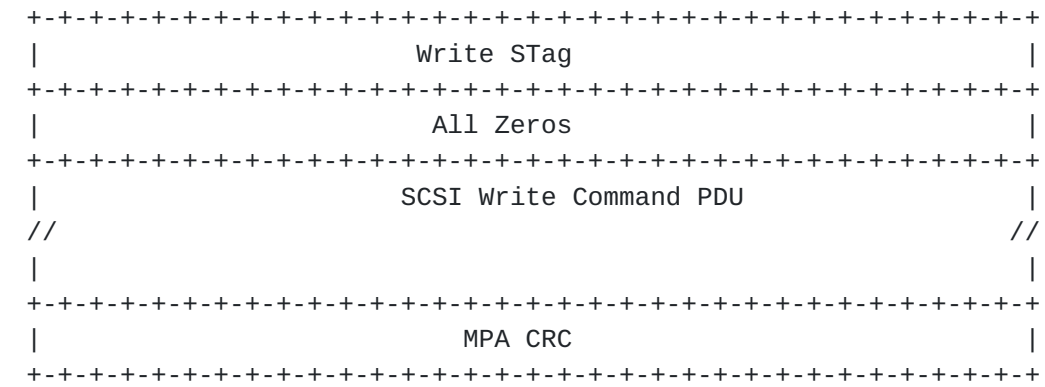 +-+-+-+-+-+-+-+-+-+-+-+-+-+-+-+-+-+-+-+-+-+-+-+-+-+-+-+-+-+-+-+-+
| Write STag |
+-+-+-+-+-+-+-+-+-+-+-+-+-+-+-+-+-+-+-+-+-+-+-+-+-+-+-+-+-+-+-+-+
| All Zeros |
+-+-+-+-+-+-+-+-+-+-+-+-+-+-+-+-+-+-+-+-+-+-+-+-+-+-+-+-+-+-+-+-+
| SCSI Write Command PDU |
// //
| |
+-+-+-+-+-+-+-+-+-+-+-+-+-+-+-+-+-+-+-+-+-+-+-+-+-+-+-+-+-+-+-+-+
| MPA CRC |
+-+-+-+-+-+-+-+-+-+-+-+-+-+-+-+-+-+-+-+-+-+-+-+-+-+-+-+-+-+-+-+-+